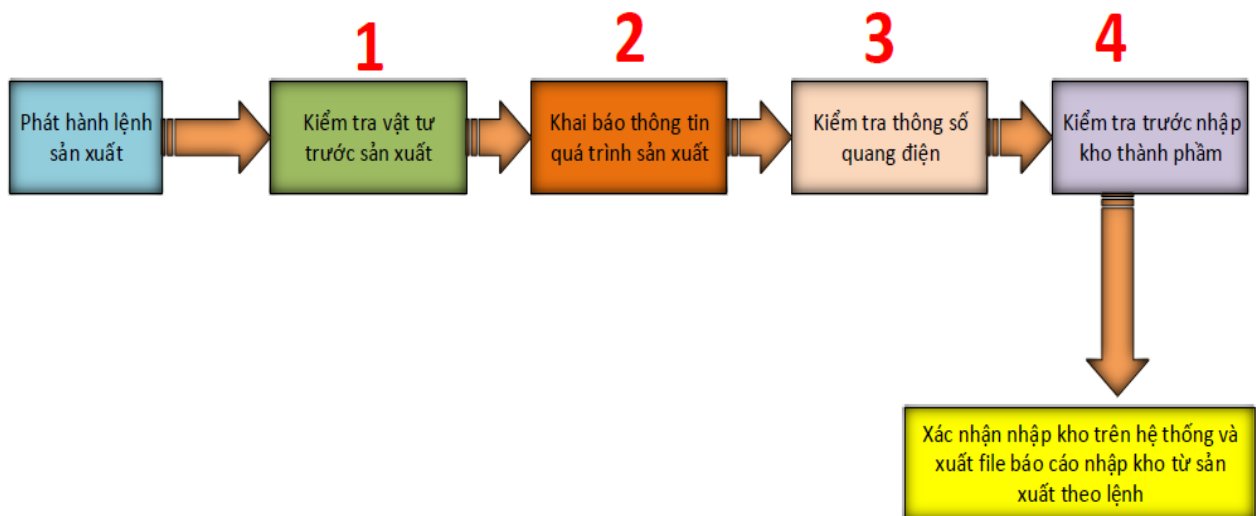 1
2
3
4
Phát hành lệnh
sản xuất
Kiểm tra vật tư
trước sản xuất
Khai báo thông tin
quá trình sản xuất
Kiểm tra thông số
quang điện
Kiểm tra trước nhập
kho thành phầm
Xác nhận nhập kho trên hệ thống và
xuất file báo cáo nhập kho từ sản
xuất theo lệnh